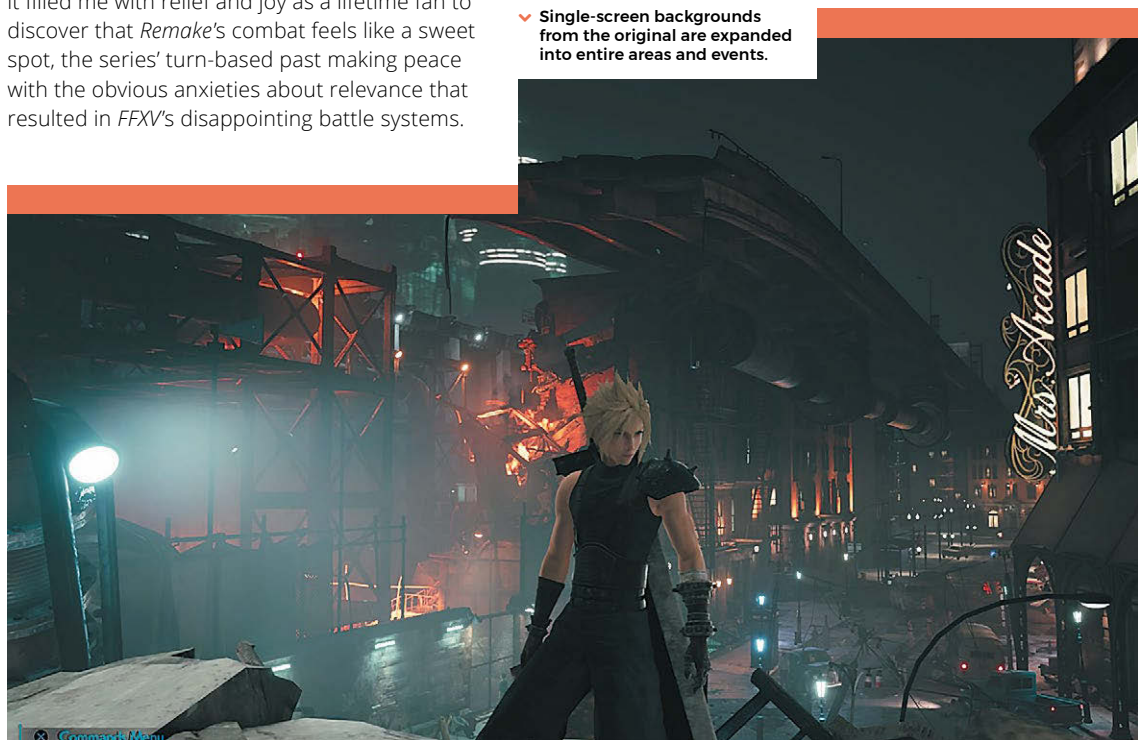 it filled me with relief and joy as a lifetime fan to
discover that Remake's combat feels like a sweet
spot, the series' turn-based past making peace
with the obvious anxieties about relevance that
resulted in FFXV's disappointing battle systems.
Single-screen backgrounds
from the original are expanded
into entire areas and events.
Mrs. Arcade
Commands Menu